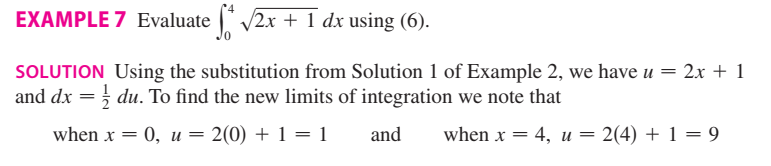 EXAMPLE 7 Evaluate ∫₀⁴ √(2x + 1) dx using (6).
SOLUTION Using the substitution from Solution 1 of Example 2, we have u = 2x + 1
and dx = ½ du. To find the new limits of integration we note that
when x = 0, u = 2(0) + 1 = 1 and when x = 4, u = 2(4) + 1 = 9